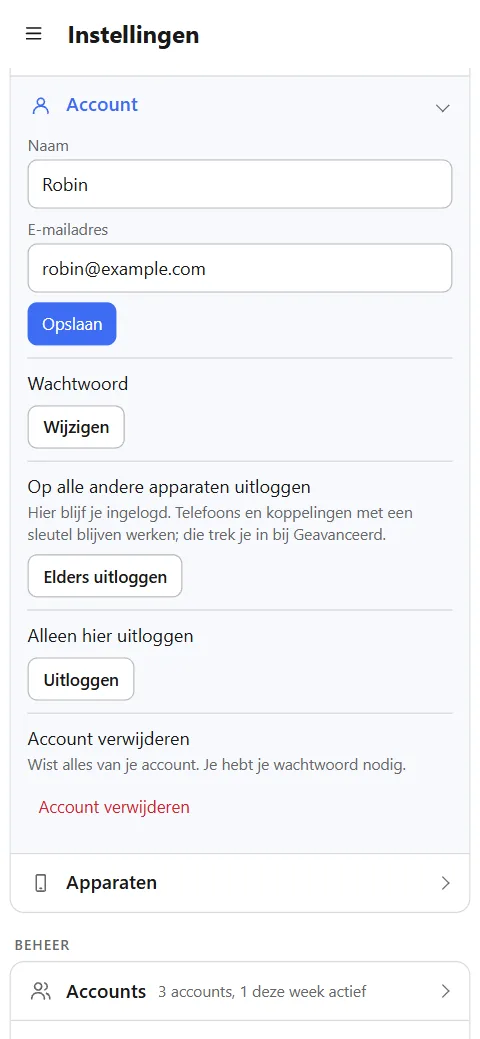 Instellingen
Account
Naam
Robin
E-mailadres
robin@example.com
Opslaan
Wachtwoord
Wijzigen
Op alle andere apparaten uitloggen
Hier blijf je ingelogd. Telefoons en koppelingen met een
sleutel blijven werken; die trek je in bij Geavanceerd.
Elders uitloggen
Alleen hier uitloggen
Uitloggen
Account verwijderen
Wist alles van je account. Je hebt je wachtwoord nodig.
Account verwijderen
Apparaten
BEHEER
Accounts 3 accounts, 1 deze week actief